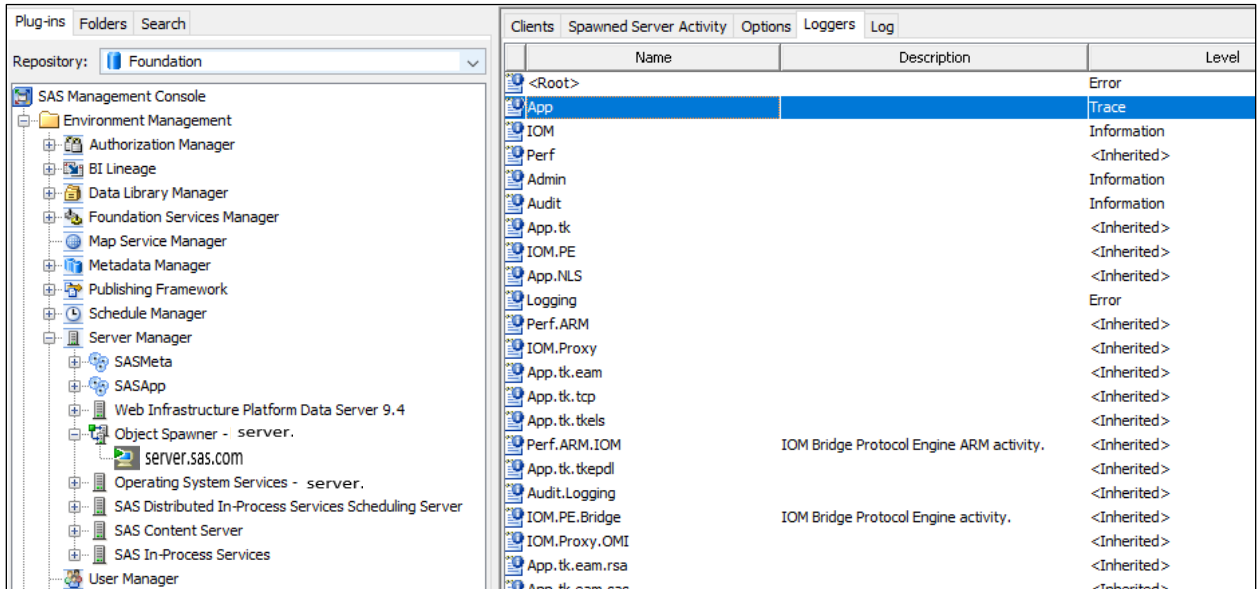 Plug-ins Folders Search
Repository: Foundation
SAS Management Console
Environment Management
Authorization Manager
BI Lineage
Data Library Manager
Foundation Services Manager
Map Service Manager
Metadata Manager
Publishing Framework
Schedule Manager
Server Manager
SASMeta
SASApp
Web Infrastructure Platform Data Server 9.4
Object Spawner - server.
server.sas.com
Operating System Services - server.
SAS Distributed In-Process Services Scheduling Server
SAS Content Server
SAS In-Process Services
User Manager
Clients Spawned Server Activity Options Loggers Log
Name Description Level
<Root> Error
App Trace
IOM Information
Perf <Inherited>
Admin Information
Audit Information
App.tk <Inherited>
IOM.PE <Inherited>
App.NLS <Inherited>
Logging Error
Perf.ARM <Inherited>
IOM.Proxy <Inherited>
App.tk.eam <Inherited>
App.tk.tcp <Inherited>
App.tk.tkels <Inherited>
Perf.ARM.IOM IOM Bridge Protocol Engine ARM activity. <Inherited>
App.tk.tkepdl <Inherited>
Audit.Logging <Inherited>
IOM.PE.Bridge IOM Bridge Protocol Engine activity. <Inherited>
IOM.Proxy.OMI <Inherited>
App.tk.eam.rsa <Inherited>